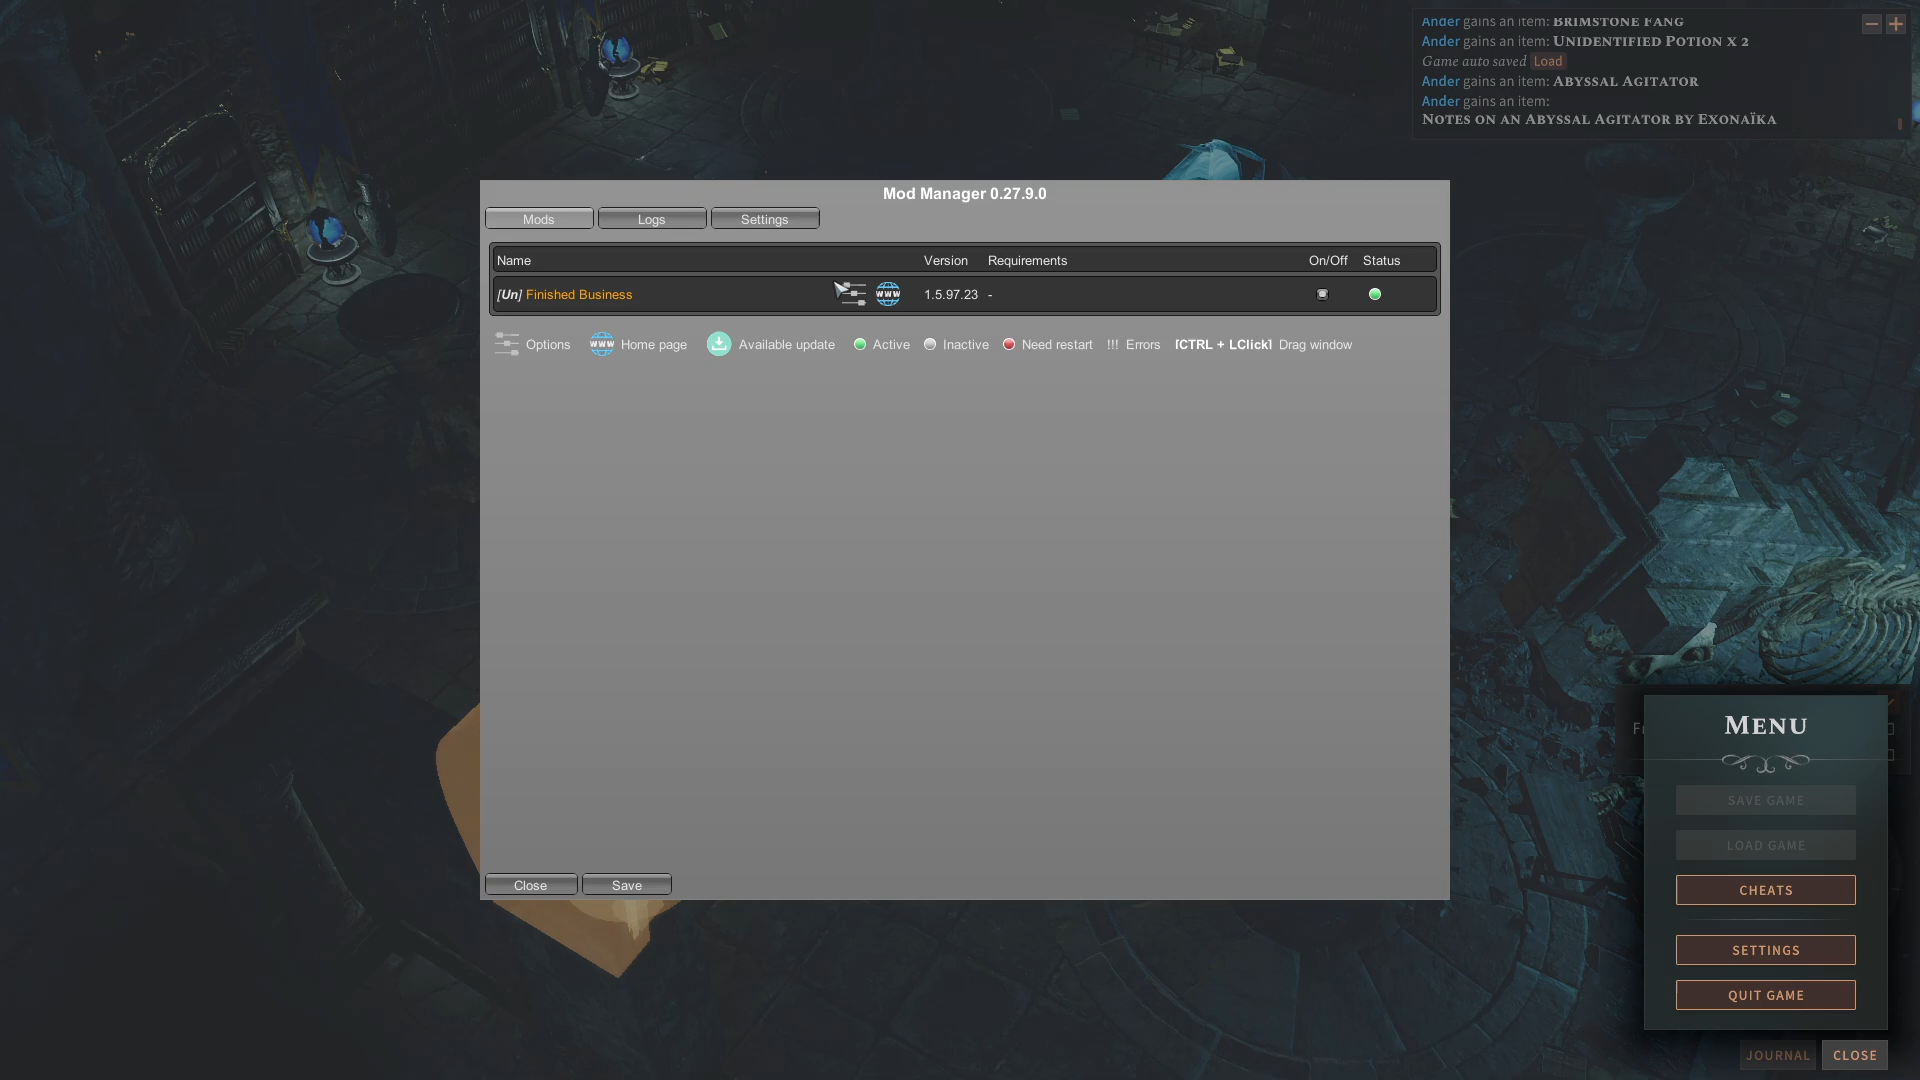 Ander gains an item: BRIMSTONE FANG
Ander gains an item: UNIDENTIFIED POTION X 2
Game auto saved Load
Ander gains an item: ABYSSAL AGITATOR
Ander gains an item:
NOTES ON AN ABYSSAL AGITATOR BY EXONAÏKA
Mod Manager 0.27.9.0
Mods Logs Settings
Name Version Requirements On/Off Status
[Un] Finished Business www 1.5.97.23 -
Options www Home page Available update Active Inactive Need restart !!! Errors [CTRL + LClick] Drag window
Close Save
MENU
SAVE GAME
LOAD GAME
CHEATS
SETTINGS
QUIT GAME
JOURNAL CLOSE